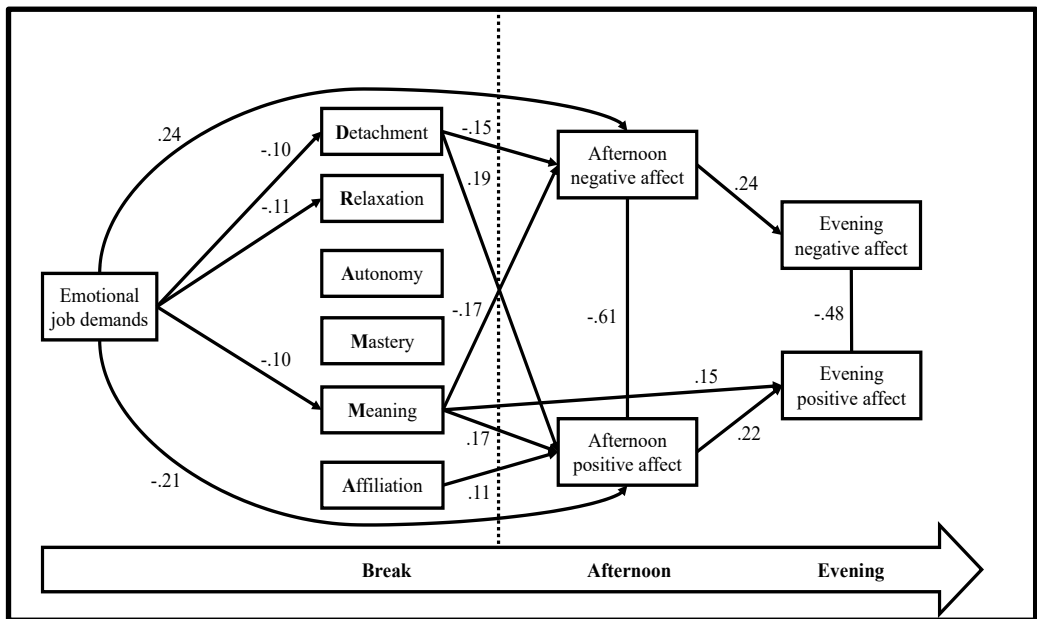 .24
Detachment
-.15
-.10
Afternoon
negative affect
.19
.24
-.11
Relaxation
Evening
negative affect
Autonomy
Emotional
job demands
-.17
-.61
-.48
Mastery
-.10
Meaning
.15
Evening
positive affect
.17
Afternoon
positive affect
.22
-.21
Affiliation
.11
Break
Afternoon
Evening